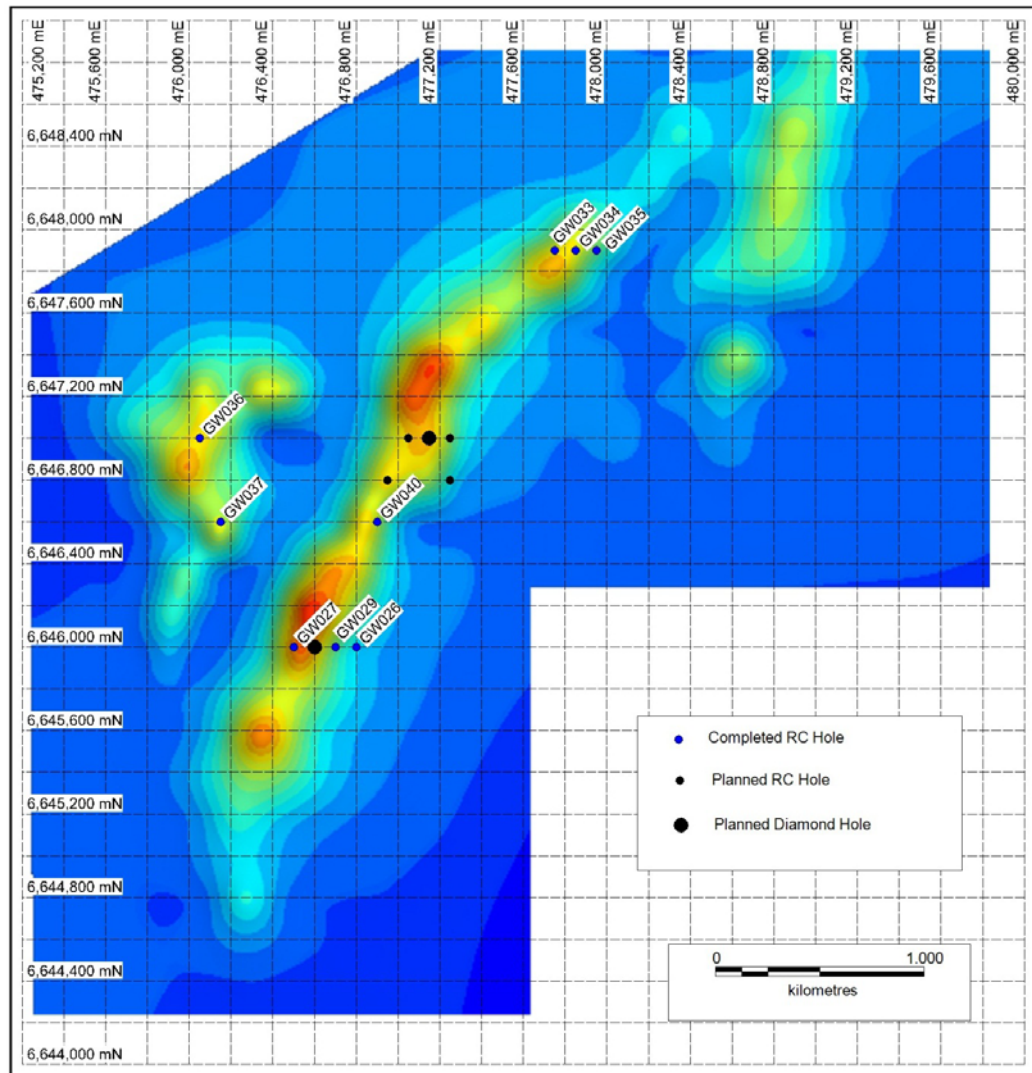 475,200 mE
475,600 mE
476,000 mE
476,400 mE
476,800 mE
477,200 mE
477,600 mE
478,000 mE
478,400 mE
478,800 mE
479,200 mE
479,600 mE
480,000 mE
6,648,400 mN
6,648,000 mN
6,647,600 mN
6,647,200 mN
6,646,800 mN
6,646,400 mN
6,646,000 mN
6,645,600 mN
6,645,200 mN
6,644,800 mN
6,644,400 mN
6,644,000 mN
GW033
GW034
GW035
GW036
GW037
GW040
GW027
GW029
GW026
Completed RC Hole
Planned RC Hole
Planned Diamond Hole
0 1.000
kilometres